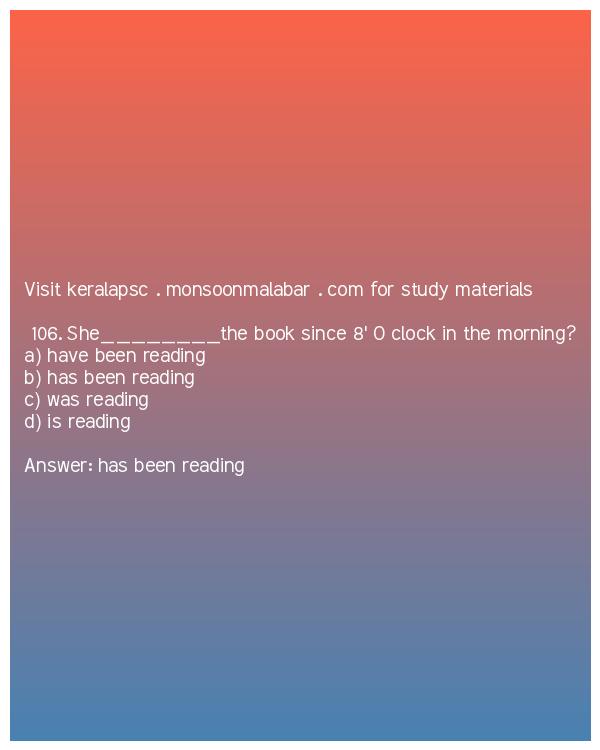 Visit keralapsc . monsoonmalabar . com for study materials
106. She________the book since 8' O clock in the morning?
a) have been reading
b) has been reading
c) was reading
d) is reading
Answer: has been reading